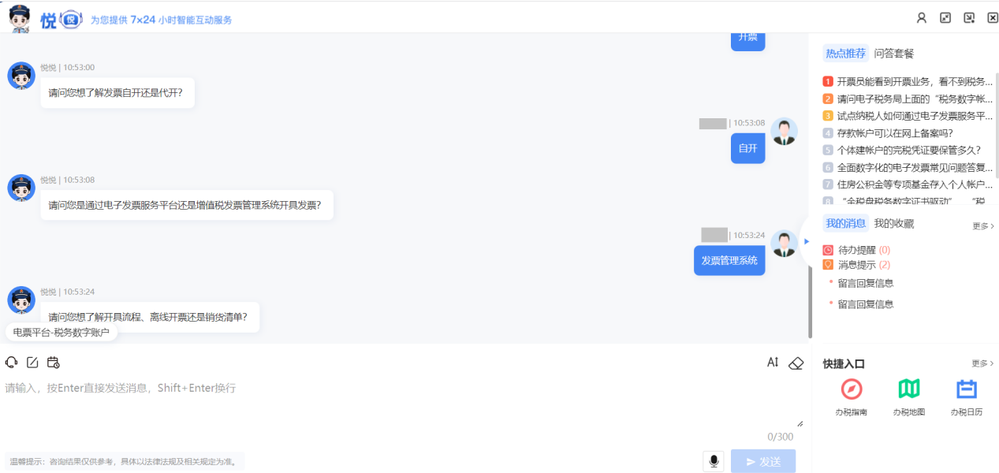 悦 悦 为您提供 7×24 小时智能互动服务
开票
悦悦 | 10:53:00
请问您想了解发票自开还是代开？
| 10:53:08
自开
悦悦 | 10:53:08
请问您是通过电子发票服务平台还是增值税发票管理系统开具发票？
| 10:53:24
发票管理系统
悦悦 | 10:53:24
请问您想了解开具流程、离线开票还是销货清单？
电票平台-税务数字账户
请输入，按Enter直接发送消息，Shift+Enter换行
0/300
温馨提示：咨询结果仅供参考，具体以法律法规及相关规定为准。
发送
热点推荐 问答套餐
1 开票员能看到开票业务，看不到税务...
2 请问电子税务局上面的“税务数字帐...
3 试点纳税人如何通过电子发票服务平...
4 存款帐户可以在网上备案吗？
5 个体建帐户的完税凭证要保管多久？
6 全面数字化的电子发票常见问题答复...
7 住房公积金等专项基金存入个人帐户...
8 “金税盘税务数字证书驱动” “税
我的消息 我的收藏 更多 >
待办提醒 (0)
消息提示 (2)
* 留言回复信息
* 留言回复信息
快捷入口 更多 >
办税指南 办税地图 办税日历